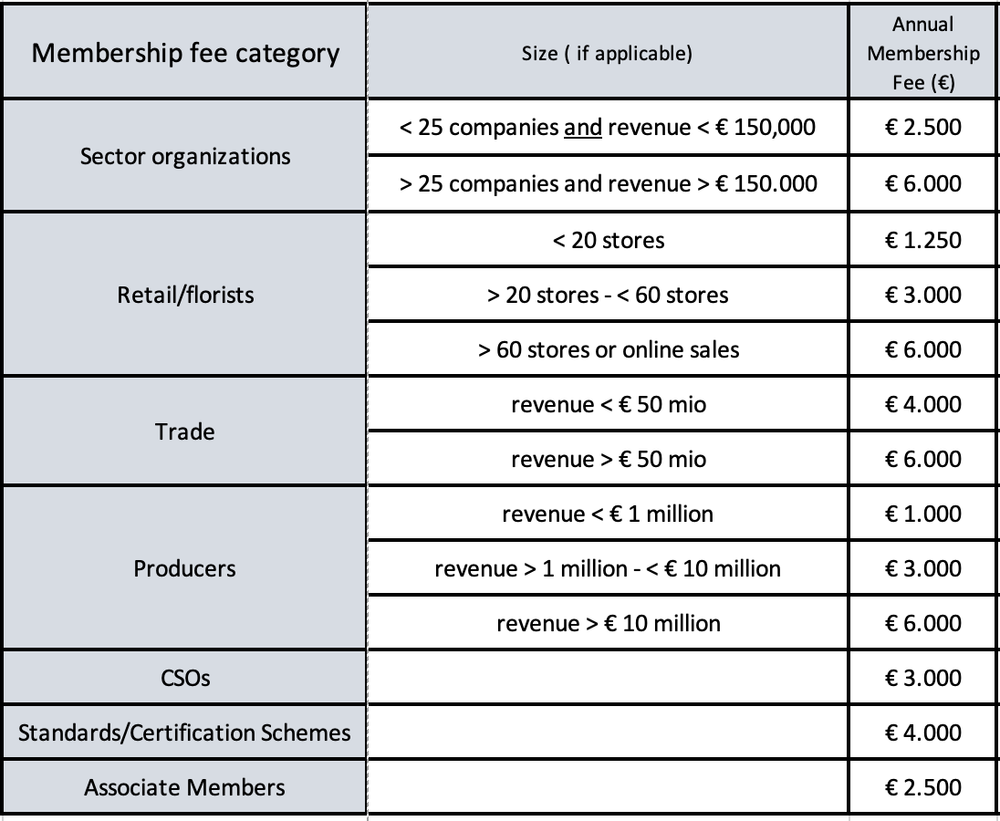 Membership fee category
Size ( if applicable)
Annual
Membership
Fee (€)
Sector organizations
< 25 companies and revenue < € 150,000
€ 2.500
> 25 companies and revenue > € 150.000
€ 6.000
Retail/florists
< 20 stores
€ 1.250
> 20 stores - < 60 stores
€ 3.000
> 60 stores or online sales
€ 6.000
Trade
revenue < € 50 mio
€ 4.000
revenue > € 50 mio
€ 6.000
Producers
revenue < € 1 million
€ 1.000
revenue > 1 million - < € 10 million
€ 3.000
revenue > € 10 million
€ 6.000
CSOs
€ 3.000
Standards/Certification Schemes
€ 4.000
Associate Members
€ 2.500